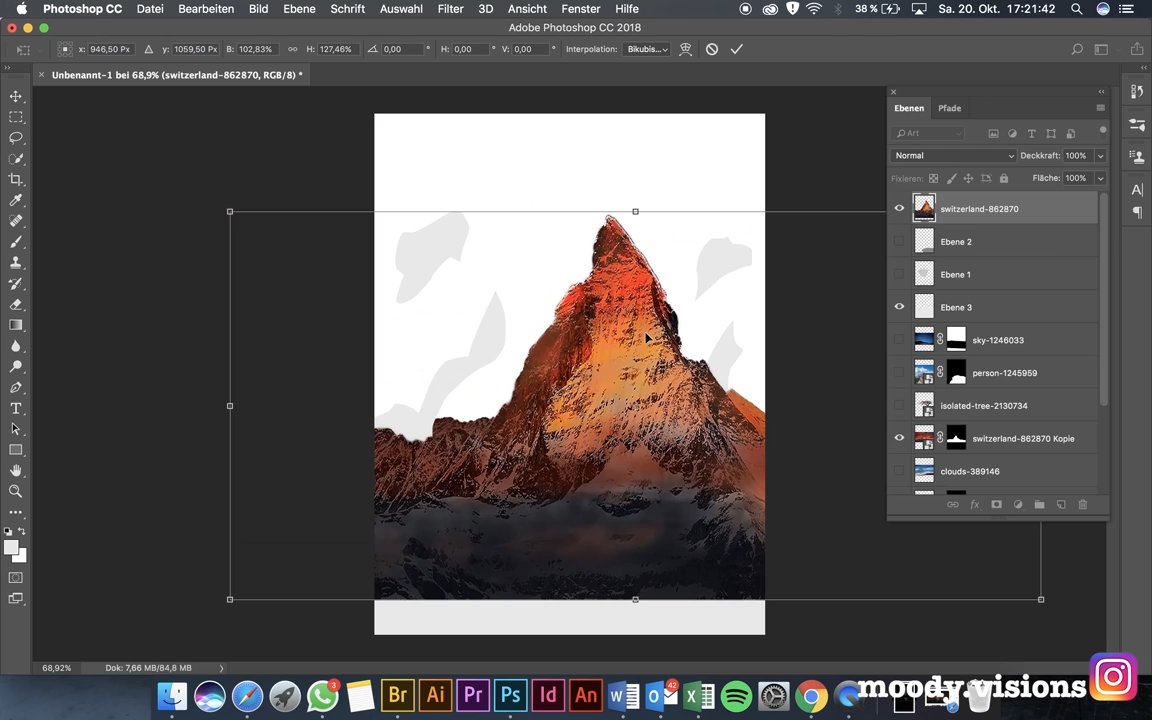 Photoshop CC Datei Bearbeiten Bild Ebene Schrift Auswahl Filter 3D Ansicht Fenster Hilfe 38 % Sa. 20. Okt. 17:21:42
Adobe Photoshop CC 2018
x: 946,50 Px y: 1059,50 Px B: 102,83% H: 127,46% 0,00 ° H: 0,00 ° V: 0,00 ° Interpolation: Bikubis...
Unbenannt-1 bei 68,9% (switzerland-862870, RGB/8) *
Ebenen Pfade
Art
Normal Deckkraft: 100%
Fixieren: Fläche: 100%
switzerland-862870
Ebene 2
Ebene 1
Ebene 3
sky-1246033
person-1245959
isolated-tree-2130734
switzerland-862870 Kopie
clouds-389146
fx
68,92% Dok: 7,66 MB/84,8 MB
3
42
Br Ai Pr Ps Id An
moody.visions